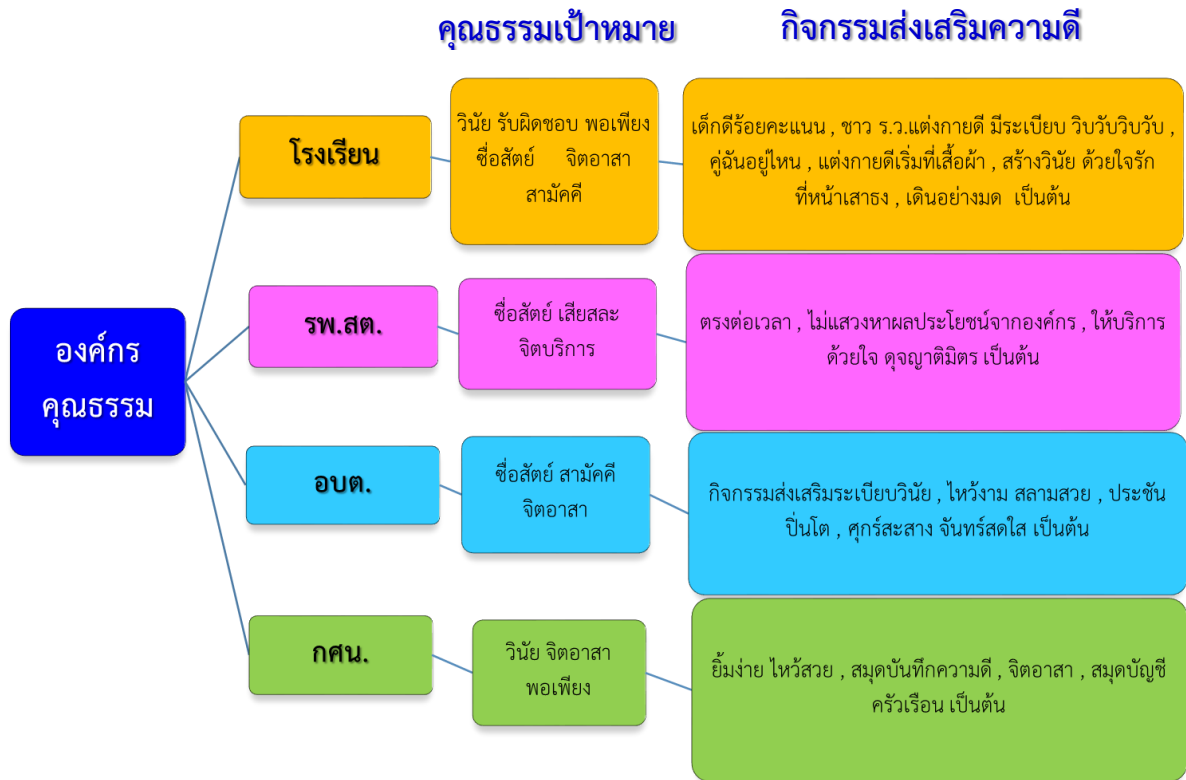 คุณธรรมเป้าหมาย
กิจกรรมส่งเสริมความดี
องค์กร
คุณธรรม
โรงเรียน
วินัย รับผิดชอบ พอเพียง
ซื่อสัตย์ จิตอาสา
สามัคคี
เด็กดีร้อยคะแนน , ชาว ร.ว.แต่งกายดี มีระเบียบ วิบวับวิบวับ ,
คู่ฉันอยู่ไหน , แต่งกายดีเริ่มที่เสื้อผ้า , สร้างวินัย ด้วยใจรัก
ที่หน้าเสาธง , เดินอย่างมด เป็นต้น
รพ.สต.
ซื่อสัตย์ เสียสละ
จิตบริการ
ตรงต่อเวลา , ไม่แสวงหาผลประโยชน์จากองค์กร , ให้บริการ
ด้วยใจ ดุจญาติมิตร เป็นต้น
อบต.
ซื่อสัตย์ สามัคคี
จิตอาสา
กิจกรรมส่งเสริมระเบียบวินัย , ไหว้งาม สลามสวย , ประชัน
ปิ่นโต , ศุกร์สะสาง จันทร์สดใส เป็นต้น
กศน.
วินัย จิตอาสา
พอเพียง
ยิ้มง่าย ไหว้สวย , สมุดบันทึกความดี , จิตอาสา , สมุดบัญชี
ครัวเรือน เป็นต้น